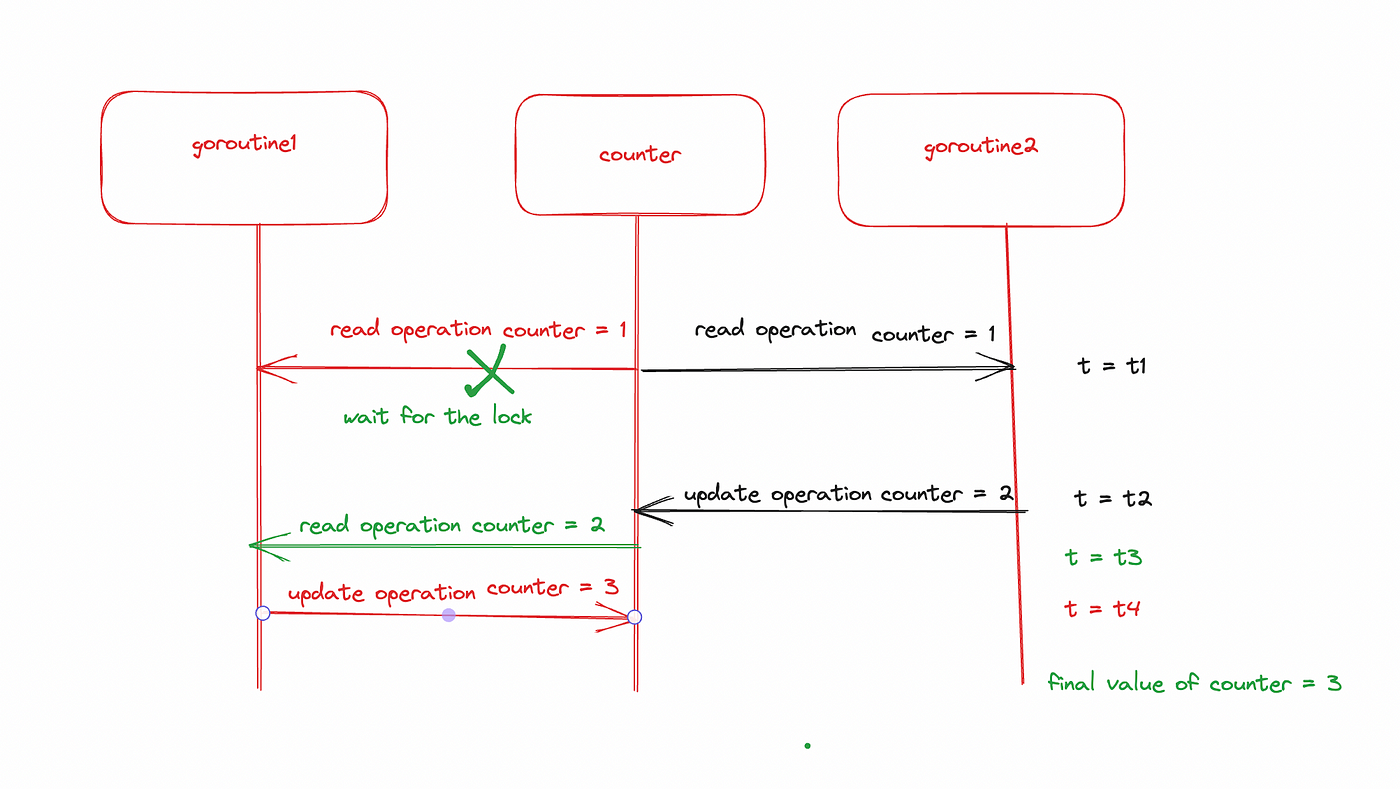 goroutine1
counter
goroutine2
read operation counter = 1
read operation counter = 1
t = t1
wait for the lock
update operation counter = 2
t = t2
read operation counter = 2
t = t3
update operation counter = 3
t = t4
final value of counter = 3